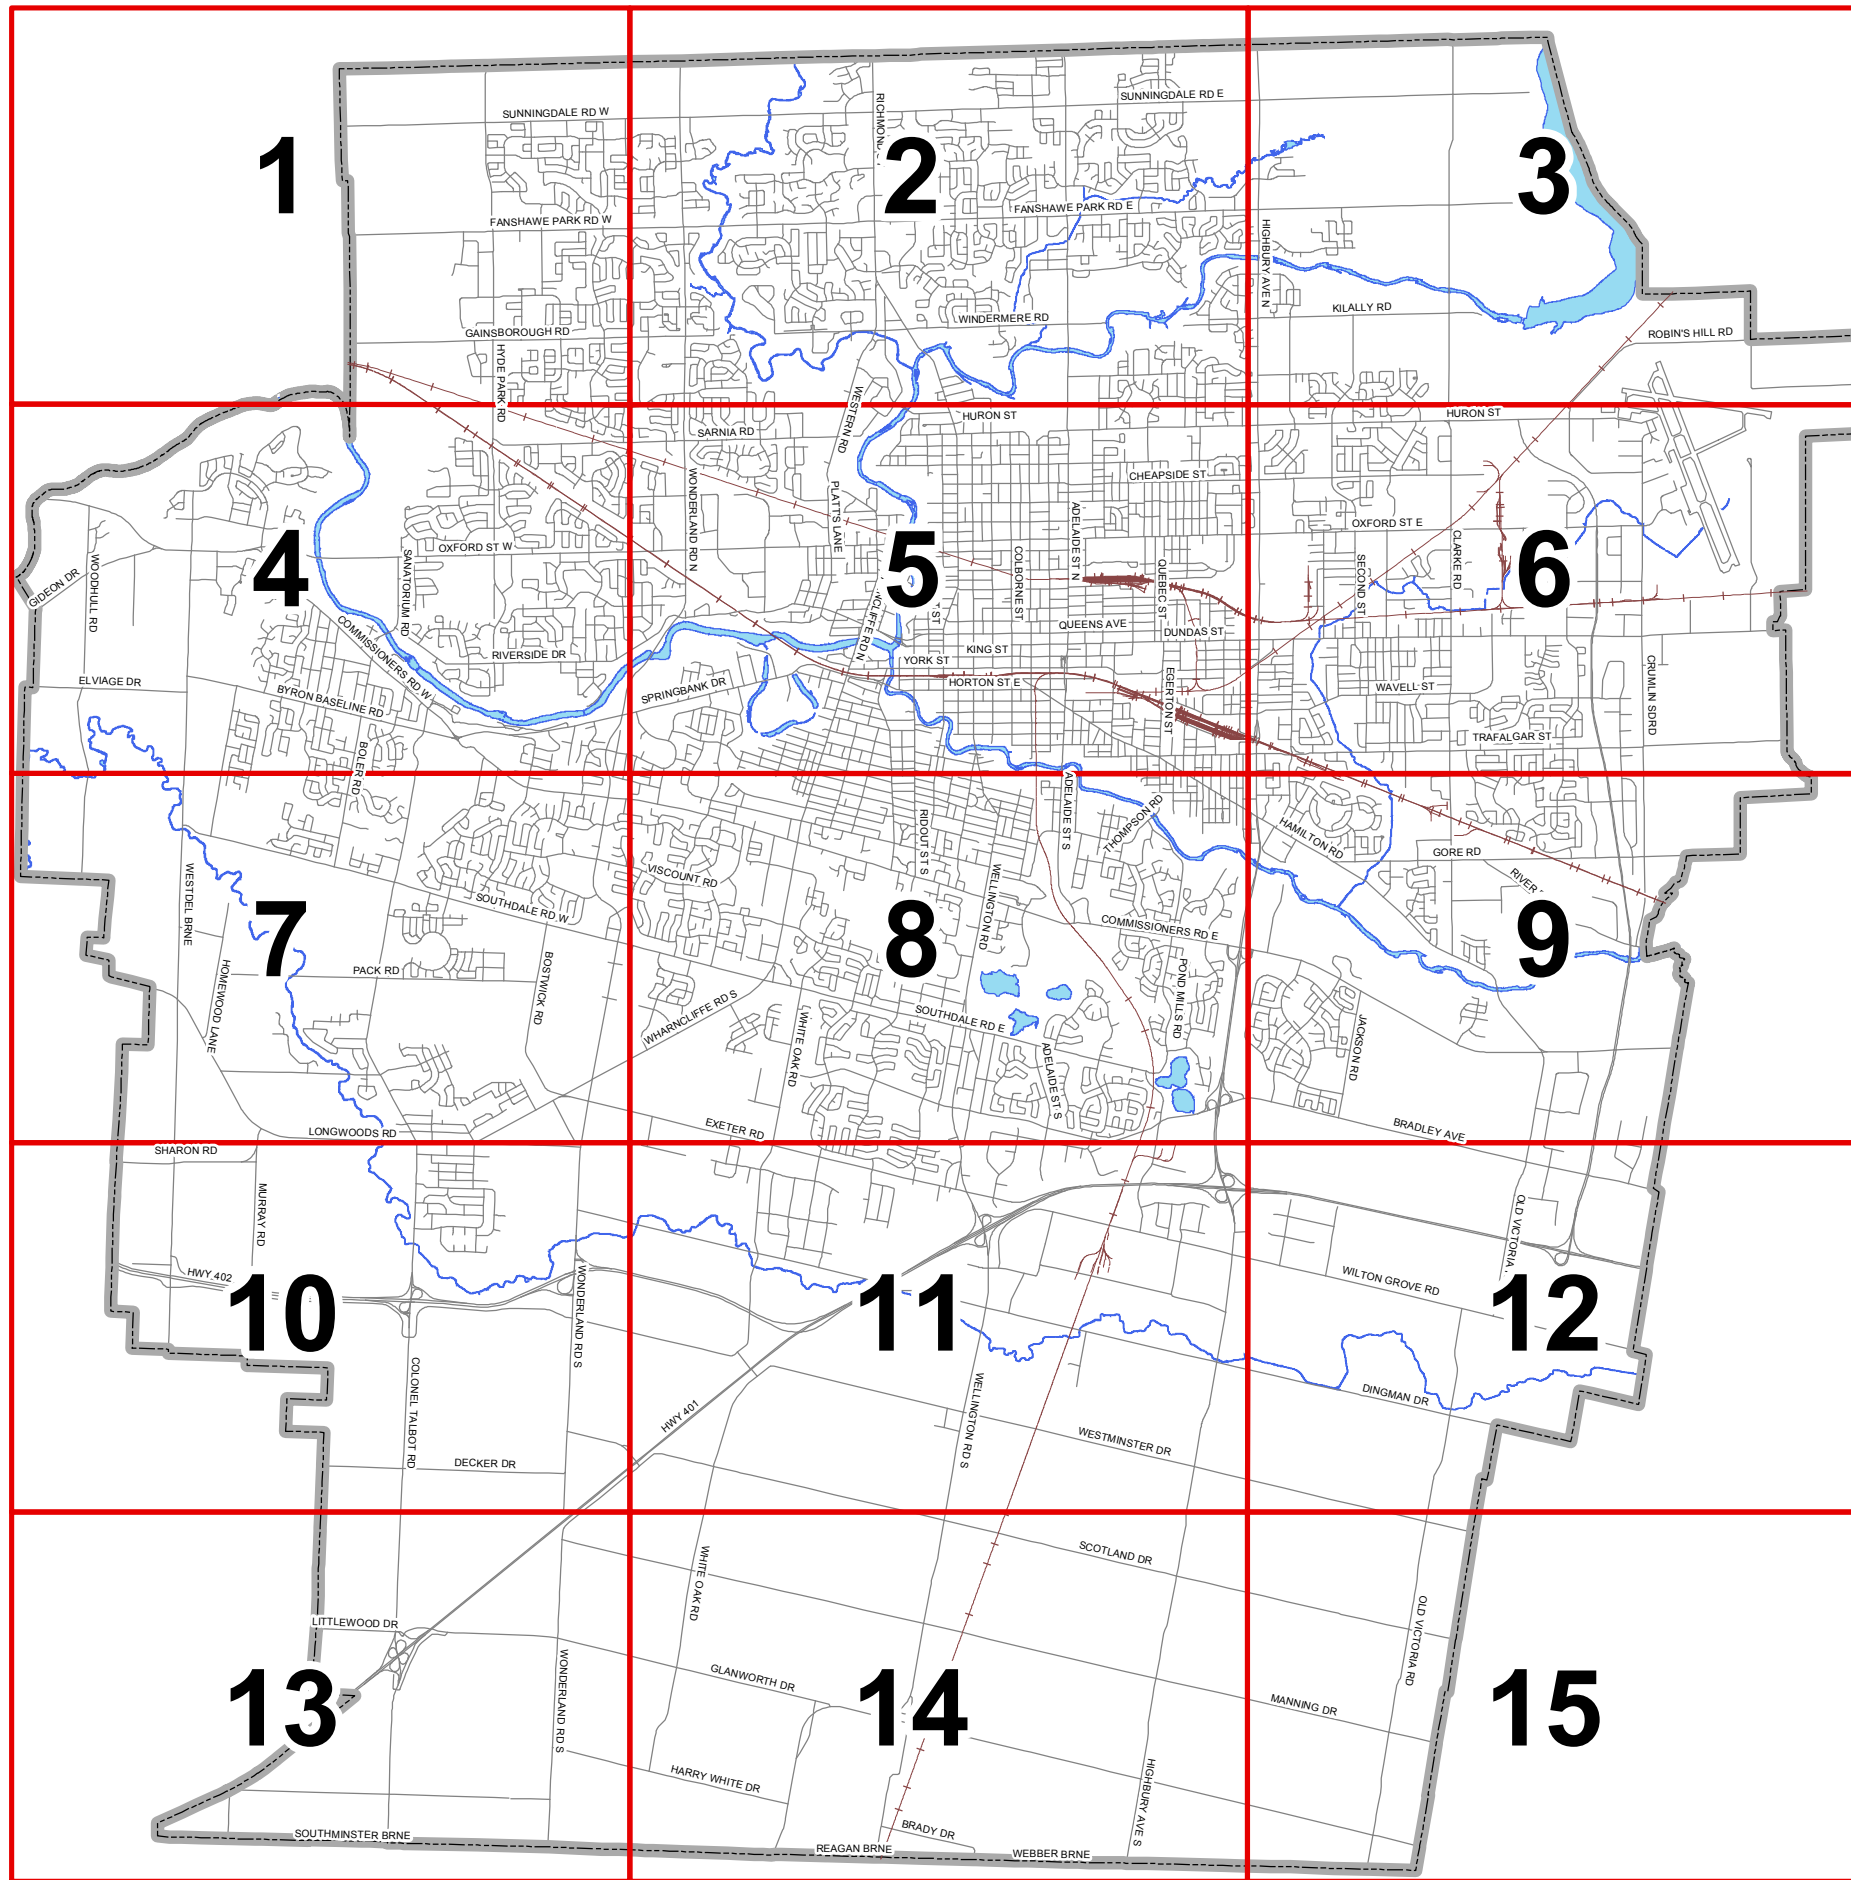 SUNNINGDALE RD W
SUNNINGDALE RD E
RICHMOND
1
2
3
FANSHAWE PARK RD W
FANSHAWE PARK RD E
HIGHBURY AVE N
GAINSBOROUGH RD
HYDE PARK RD
WINDERMERE RD
KILALLY RD
ROBIN'S HILL RD
WESTERN RD
HURON ST
HURON ST
SARNIA RD
WONDERLAND RD N
PLATT'S LANE
CHEAPSIDE ST
ADELAIDE ST N
OXFORD ST E
OXFORD ST W
CLARKE RD
GIDEON DR
WOODHULL RD
4
SANATORIUM RD
5
COLBORNE ST
QUEBEC ST
SECOND ST
6
ST
QUEENS AVE
DUNDAS ST
COMMISSIONERS RD W
RIVERSIDE DR
KING ST
YORK ST
HORTON ST E
EGERTON ST
CRUMLIN SDRD
ELVIAGE DR
BYRON BASELINE RD
SPRINGBANK DR
WAVELL ST
TRAFALGAR ST
BOLER RD
ADELAIDE ST S
THOMPSON RD
RIDOUT ST S
HAMILTON RD
GORE RD
RIVER
VISCOUNT RD
WELLINGTON RD
WESTDEL BRNE
SOUTHDALE RD W
COMMISSIONERS RD E
7
8
9
HOMEWOOD LANE
PACK RD
BOSTWICK RD
POND MILLS RD
WHARNCLIFFE RD S
WHITE OAK RD
SOUTHDALE RD E
ADELAIDE ST S
JACKSON RD
EXETER RD
BRADLEY AVE
LONGWOODS RD
SHARON RD
MURRAY RD
OLD VICTORIA
HWY 402
WONDERLAND RD S
WILTON GROVE RD
10
11
12
COLONEL TALBOT RD
DINGMAN DR
WELLINGTON RD S
HWY 401
WESTMINSTER DR
DECKER DR
WHITE OAK RD
SCOTLAND DR
OLD VICTORIA RD
LITTLEWOOD DR
WONDERLAND RD S
GLANWORTH DR
MANNING DR
13
14
15
HARRY WHITE DR
HIGHBURY AVE S
BRADY DR
SOUTHMINSTER BRNE
REAGAN BRNE
WEBBER BRNE